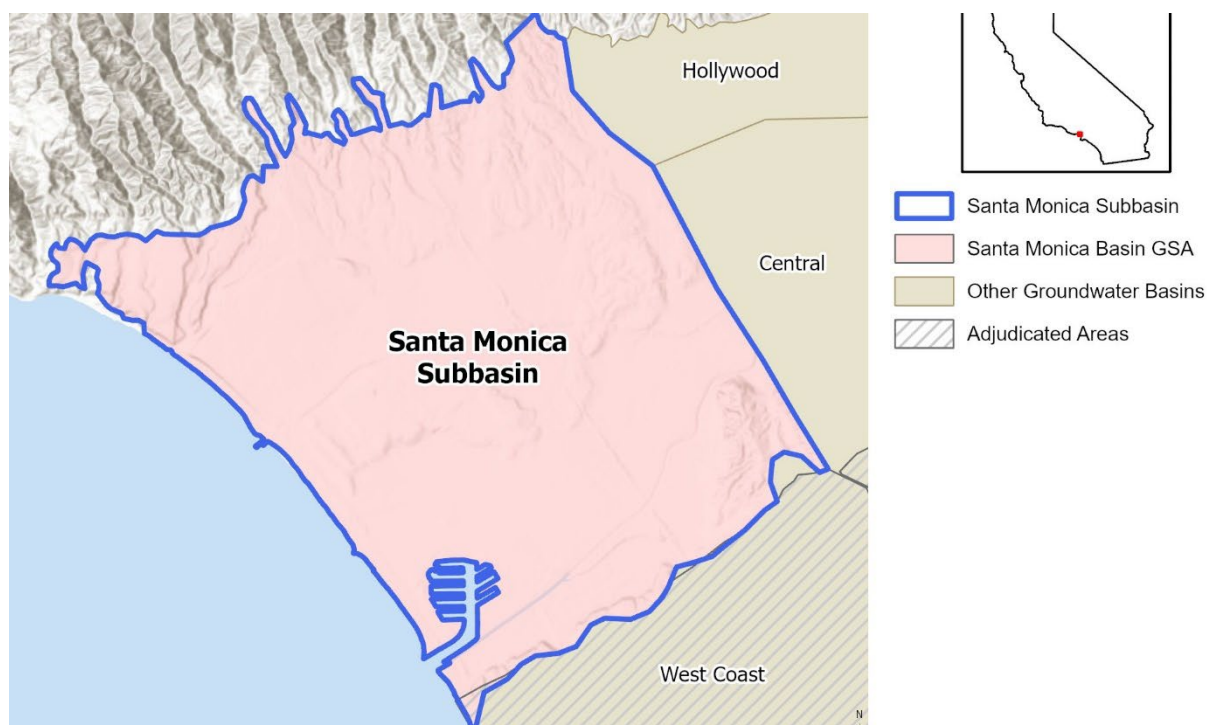 Hollywood
Central
Santa Monica
Subbasin
West Coast
N
Santa Monica Subbasin
Santa Monica Basin GSA
Other Groundwater Basins
Adjudicated Areas